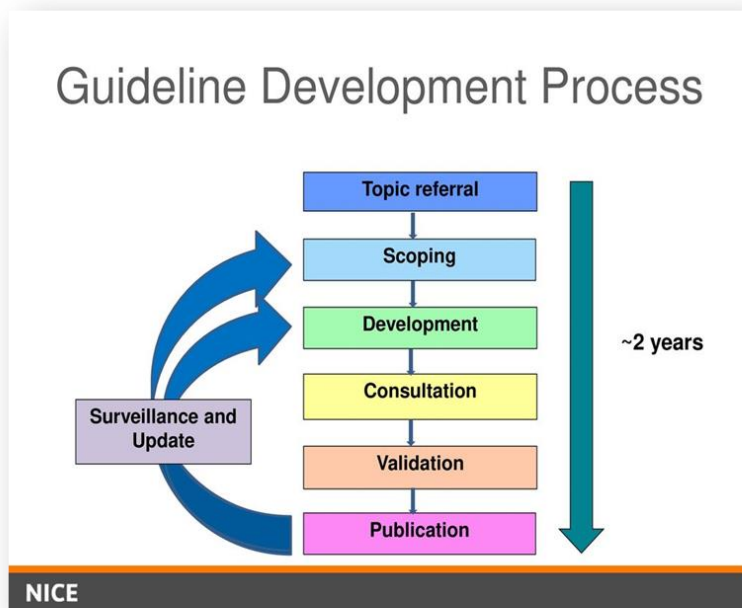 Guideline Development Process
Topic referral
Scoping
Development
~2 years
Consultation
Surveillance and
Update
Validation
Publication
NICE